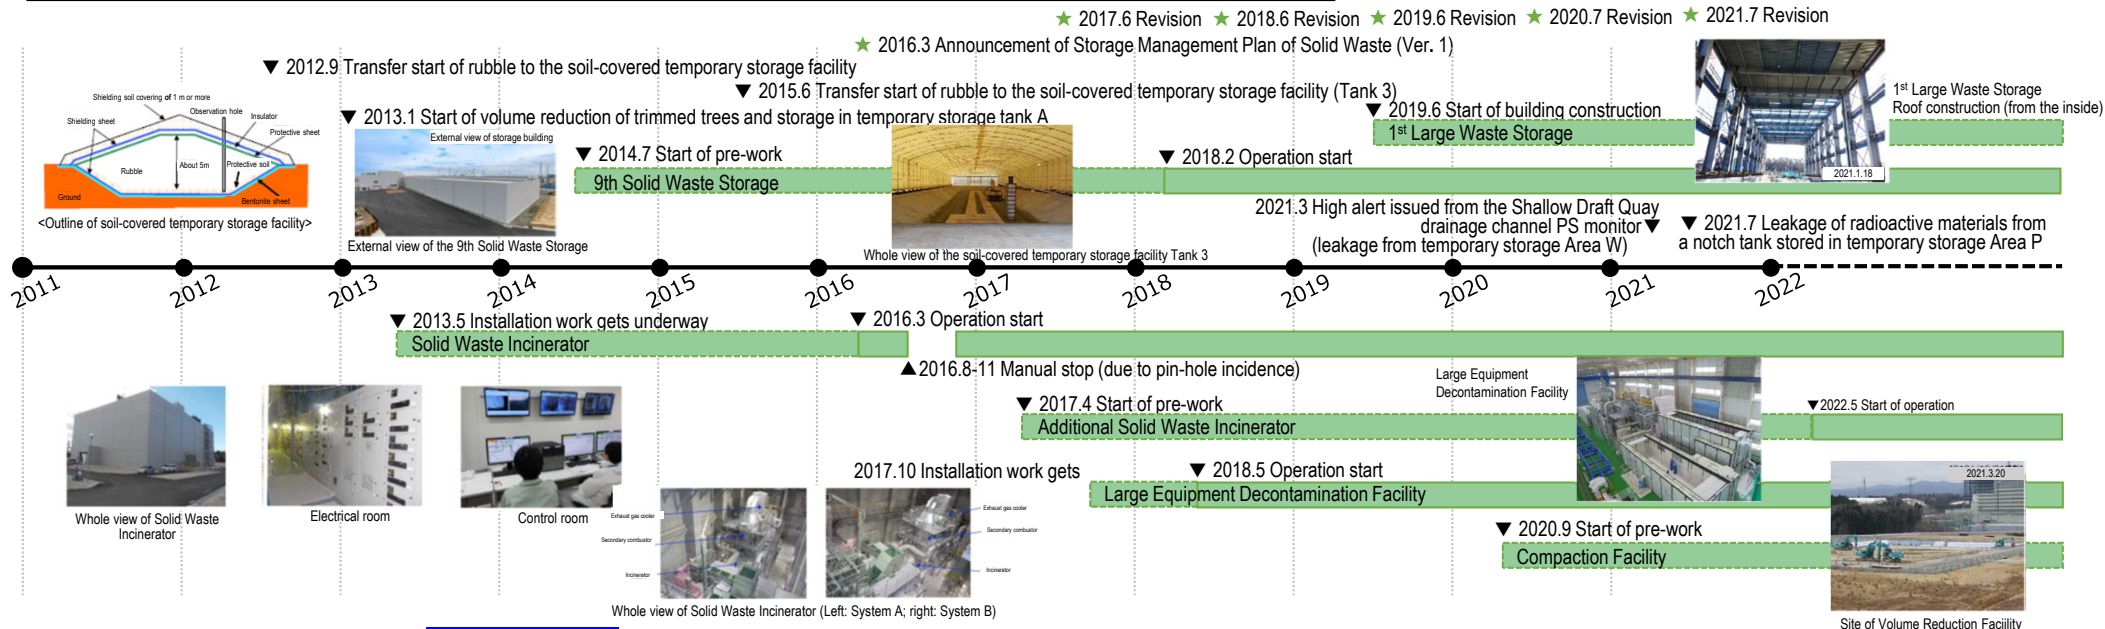 ★ 2017.6 Revision ★ 2018.6 Revision ★ 2019.6 Revision ★ 2020.7 Revision ★ 2021.7 Revision
★ 2016.3 Announcement of Storage Management Plan of Solid Waste (Ver. 1)
▼ 2012.9 Transfer start of rubble to the soil-covered temporary storage facility
▼ 2015.6 Transfer start of rubble to the soil-covered temporary storage facility (Tank 3)
▼ 2013.1 Start of volume reduction of trimmed trees and storage in temporary storage tank A
▼ 2019.6 Start of building construction
1st Large Waste Storage
1st Large Waste Storage
Roof construction (from the inside)
2021.1.18
Shielding soil covering of 1 m or more
Observation hole
Shielding sheet
Insulator
Protective sheet
About 5m
Protective soil
Rubble
Ground
Bentonite sheet
<Outline of soil-covered temporary storage facility>
External view of storage building
External view of the 9th Solid Waste Storage
▼ 2014.7 Start of pre-work
9th Solid Waste Storage
▼ 2018.2 Operation start
Whole view of the soil-covered temporary storage facility Tank 3
2021.3 High alert issued from the Shallow Draft Quay
drainage channel PS monitor▼
(leakage from temporary storage Area W)
▼ 2021.7 Leakage of radioactive materials from
a notch tank stored in temporary storage Area P
2011
2012
2013
2014
2015
2016
2017
2018
2019
2020
2021
2022
▼ 2013.5 Installation work gets underway
Solid Waste Incinerator
▼ 2016.3 Operation start
▲2016.8-11 Manual stop (due to pin-hole incidence)
Large Equipment
Decontamination Facility
▼ 2017.4 Start of pre-work
Additional Solid Waste Incinerator
▼2022.5 Start of operation
2017.10 Installation work gets
▼ 2018.5 Operation start
Large Equipment Decontamination Facility
▼ 2020.9 Start of pre-work
Compaction Facility
Whole view of Solid Waste
Incinerator
Electrical room
Control room
Exhaust gas cooler
Secondary combustor
Incinerator
Exhaust gas cooler
Secondary combustor
Incinerator
Whole view of Solid Waste Incinerator (Left: System A; right: System B)
2021.3.20
Site of Volume Reduction Faciility